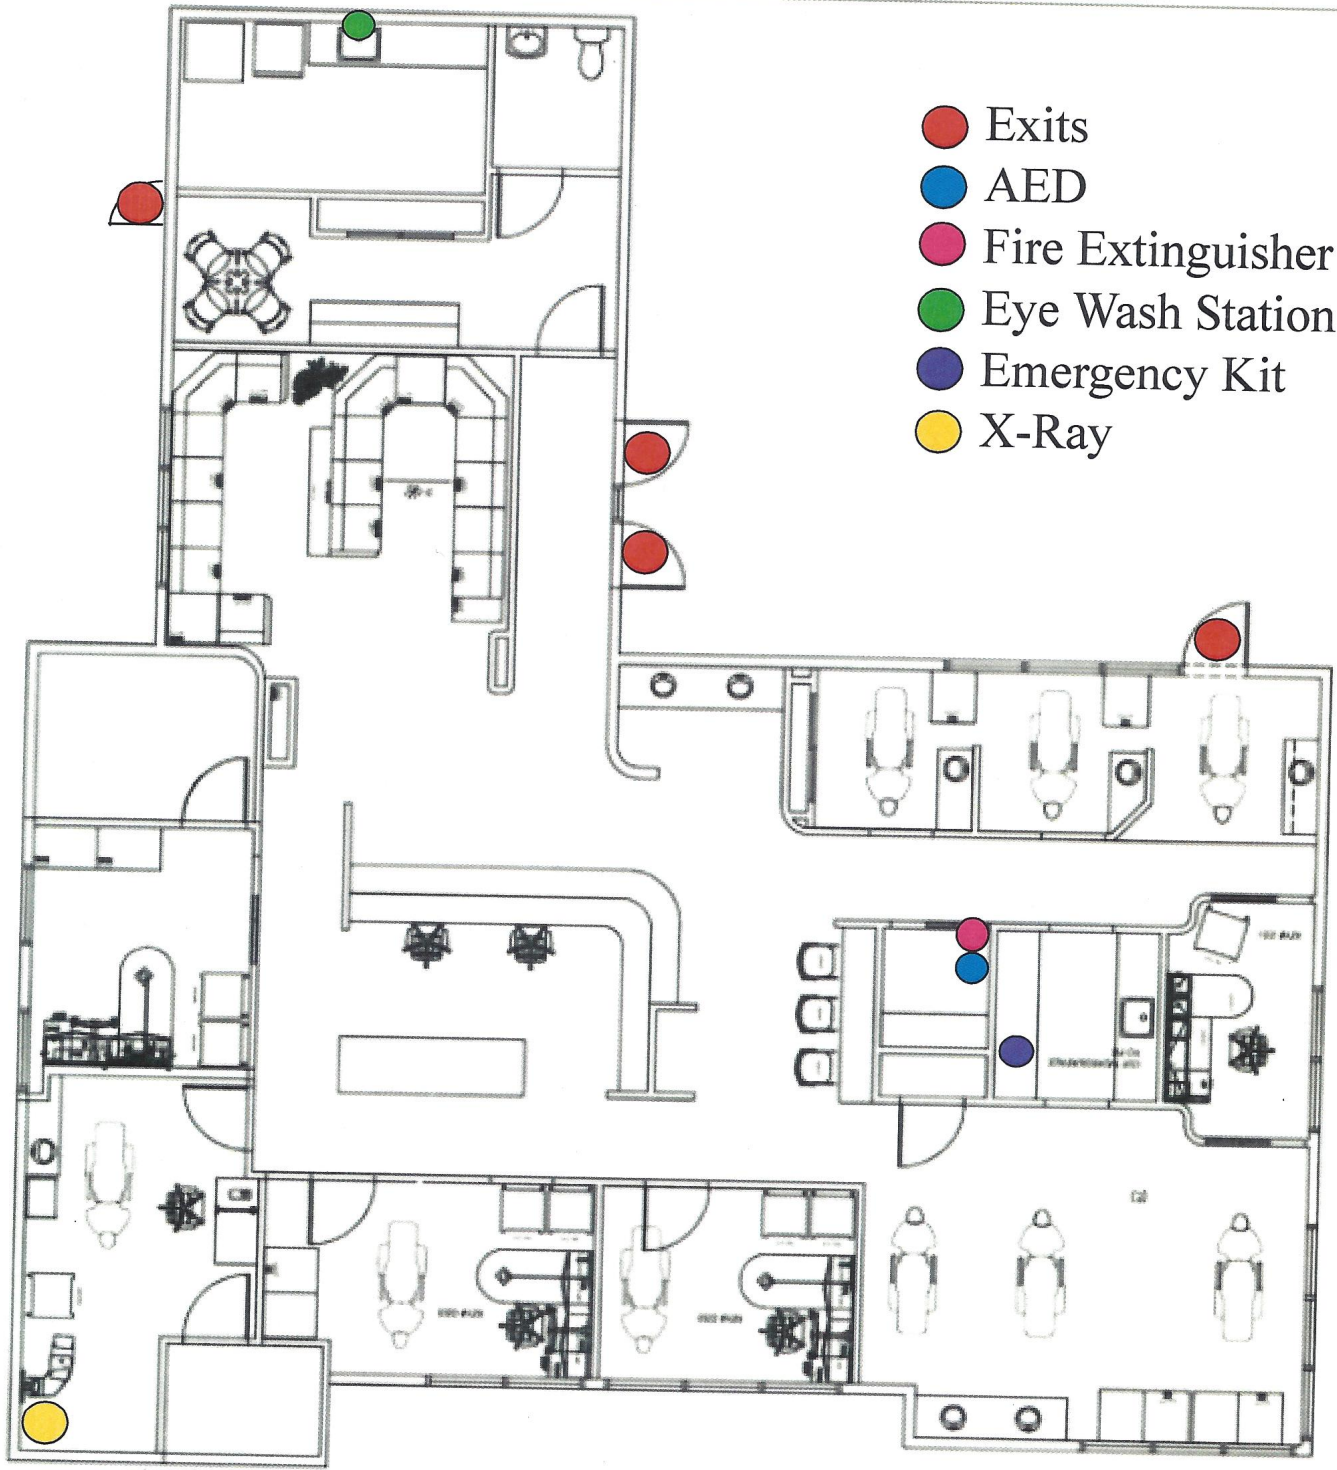 Exits
AED
Fire Extinguisher
Eye Wash Station
Emergency Kit
X-Ray